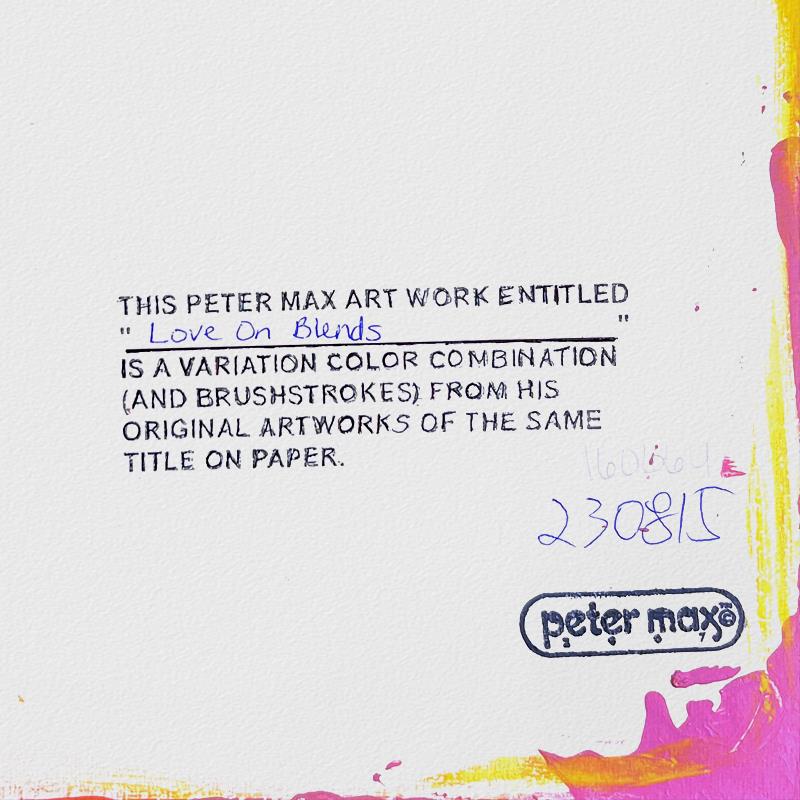 THIS PETER MAX ART WORK ENTITLED
" Love On Blends "
IS A VARIATION COLOR COMBINATION
(AND BRUSHSTROKES) FROM HIS
ORIGINAL ARTWORKS OF THE SAME
TITLE ON PAPER.
230815
peter max™©